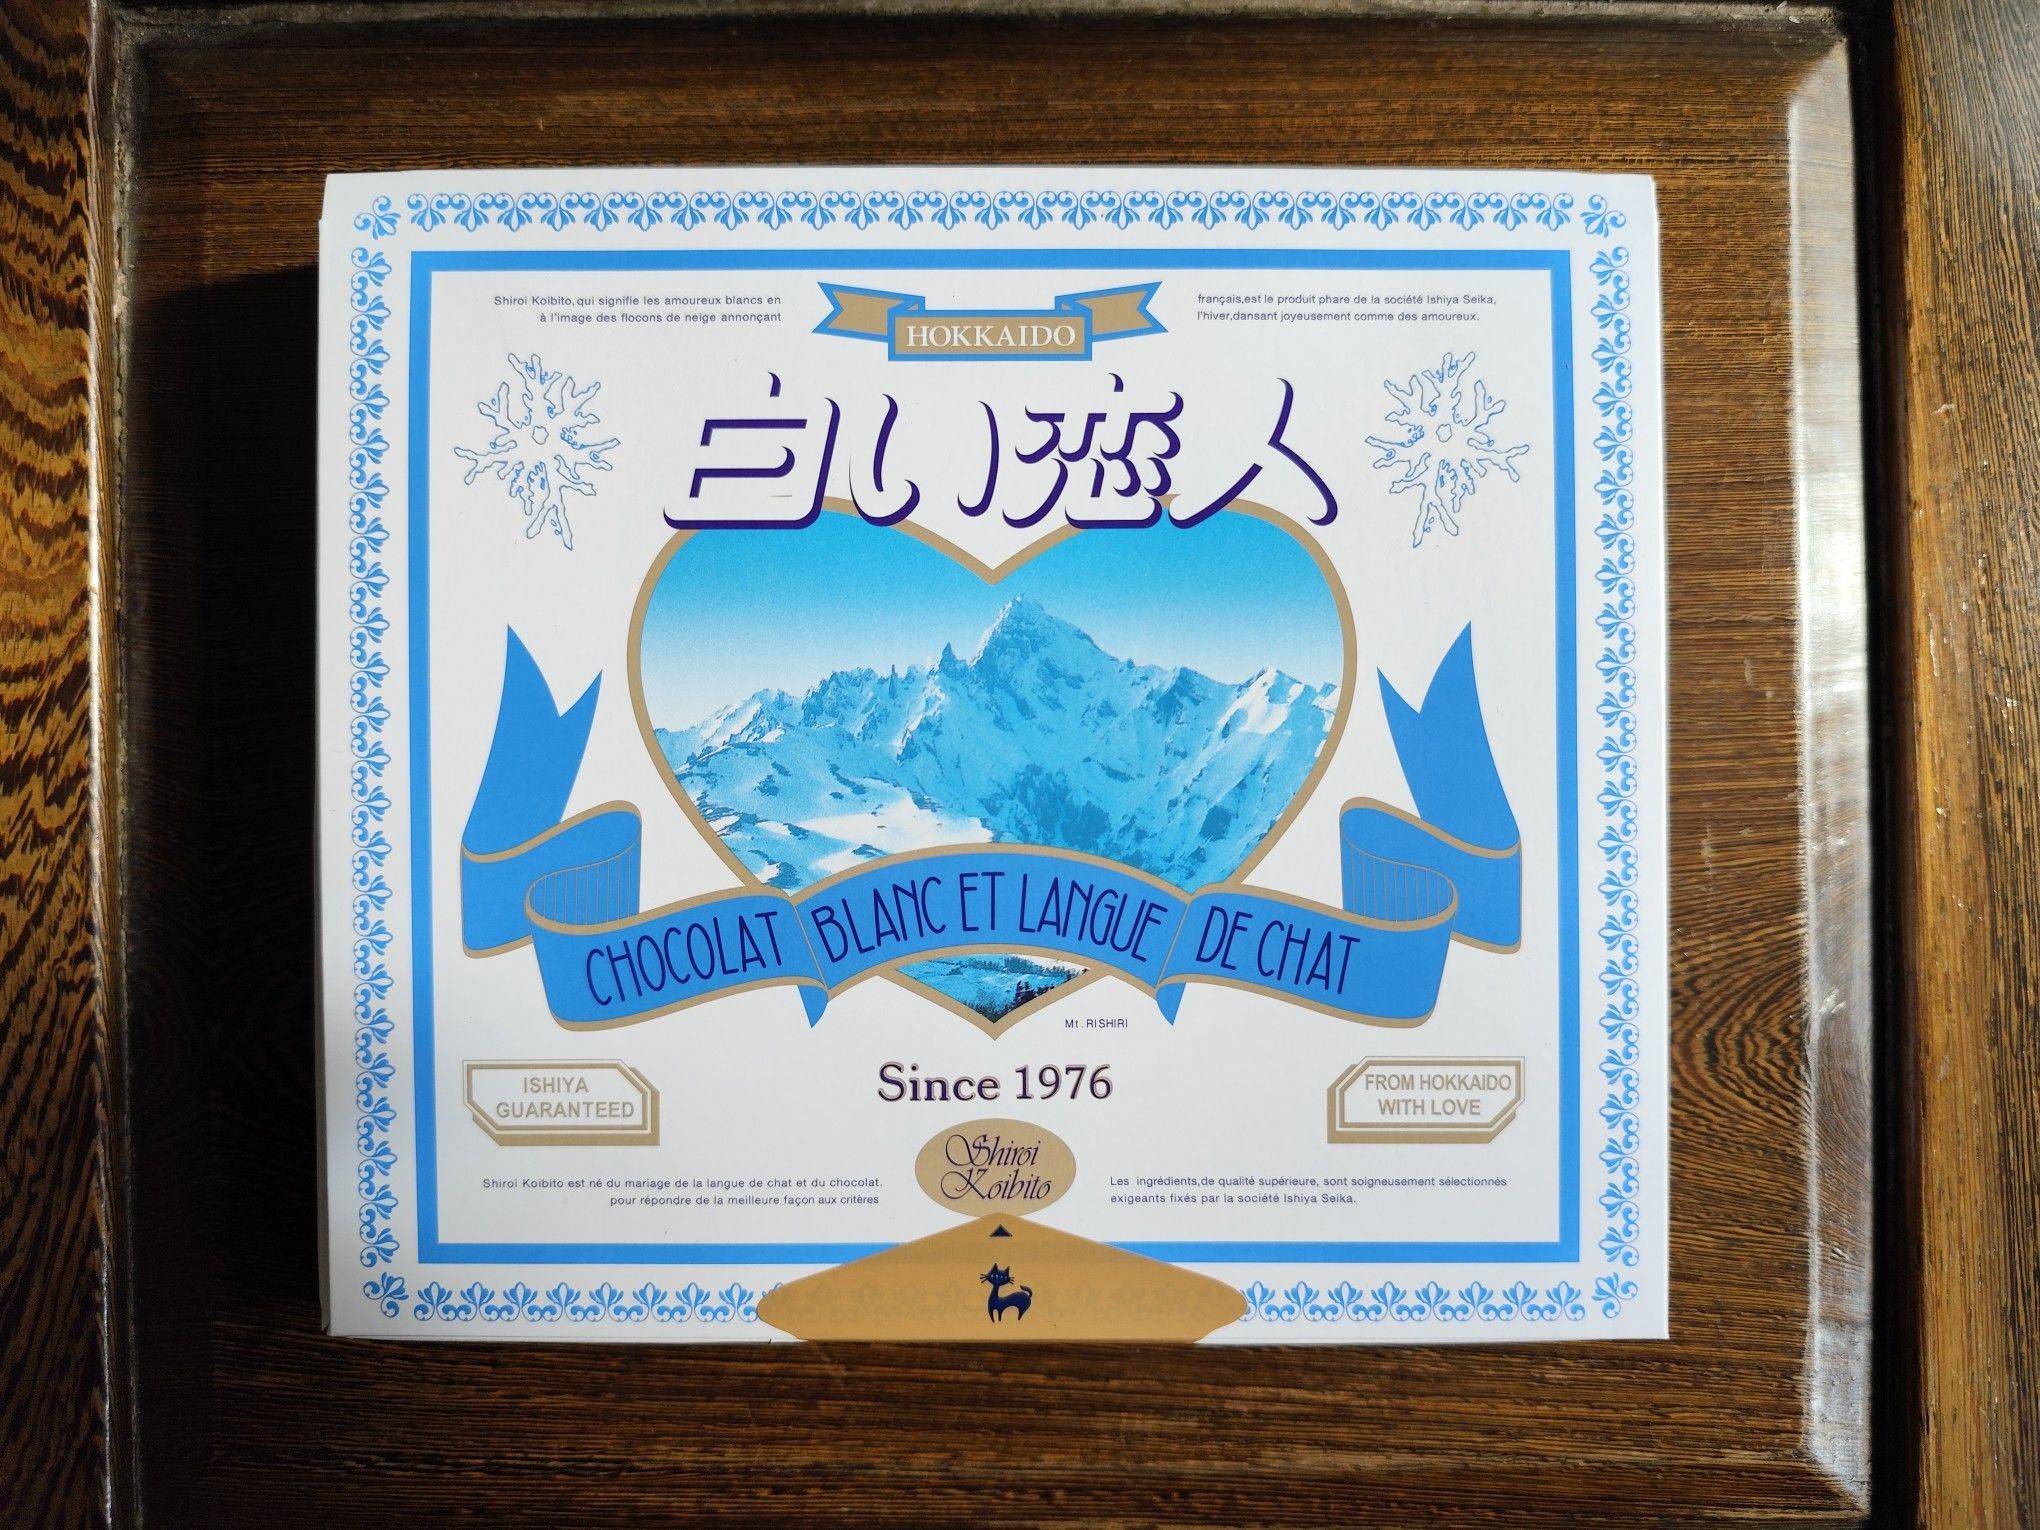 Shiroi Koibito,qui signifie les amoureux blancs en
à l'image des flocons de neige annonçant
HOKKAIDO
français,est le produit phare de la société Ishiya Seika,
l'hiver,dansant joyeusement comme des amoureux.
白い恋人
CHOCOLAT BLANC ET LANGUE DE CHAT
Mt. RISHIRI
Since 1976
ISHIYA
GUARANTEED
FROM HOKKAIDO
WITH LOVE
Shiroi
Koibito
Shiroi Koibito est né du mariage de la langue de chat et du chocolat.
pour répondre de la meilleure façon aux critères
Les ingrédients,de qualité supérieure, sont soigneusement sélectionnés
exigeants fixés par la société Ishiya Seika.